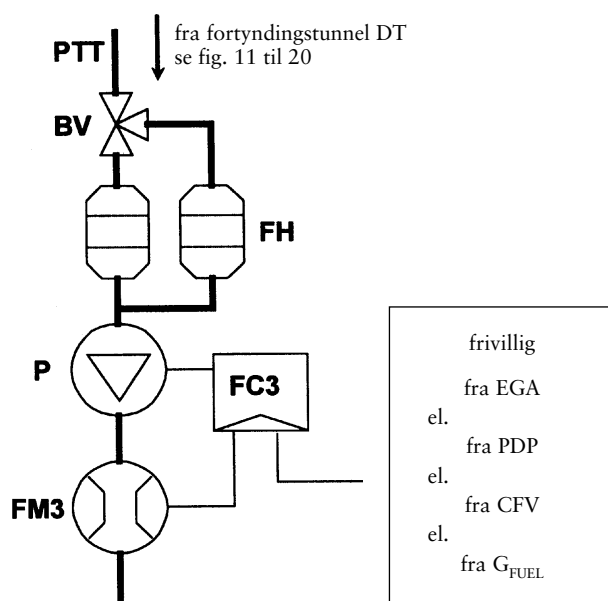 fra fortyndingstunnel DT
se fig. 11 til 20
PTT
BV
FH
P
FC3
FM3
frivillig
fra EGA
el.
fra PDP
el.
fra CFV
el.
fra G_FUEL